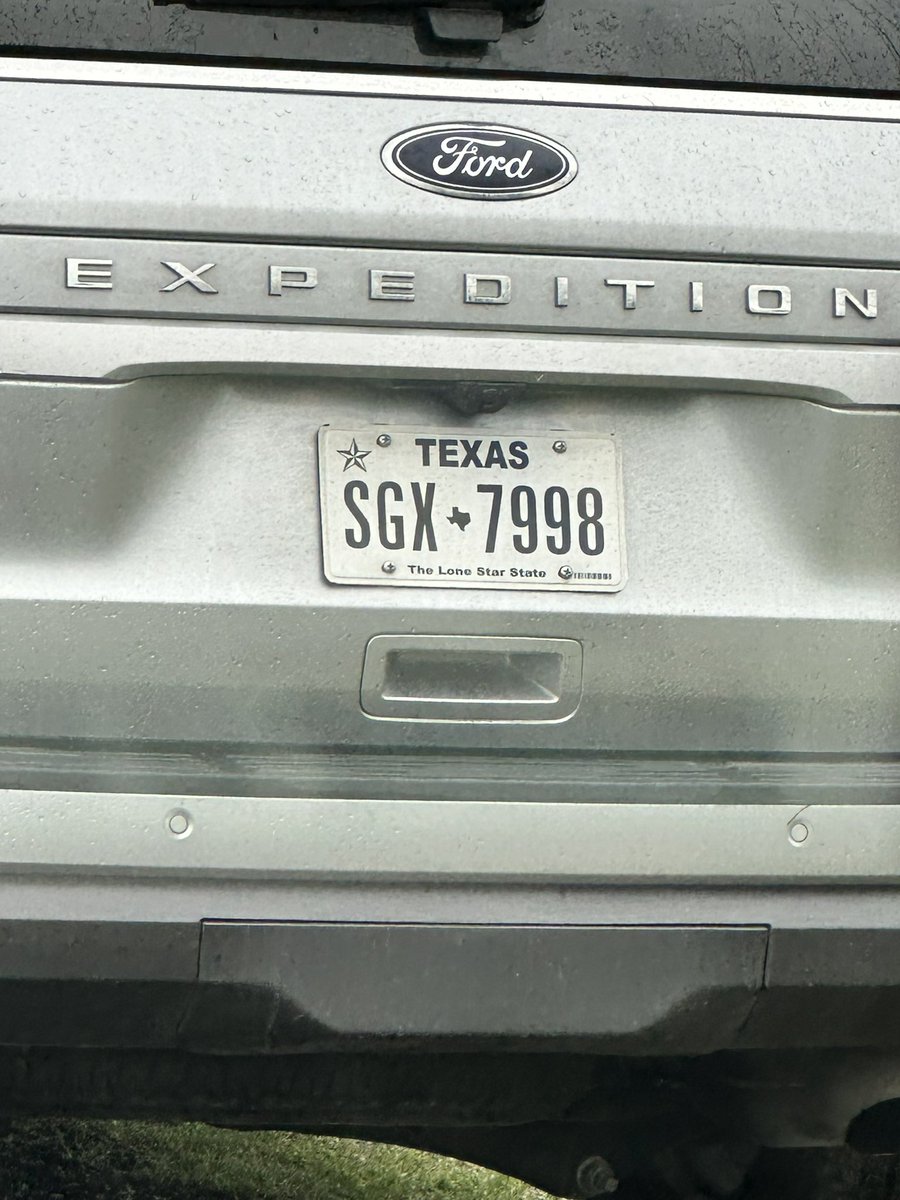 Ford
EXPEDITION
TEXAS
SGX 7998
The Lone Star State